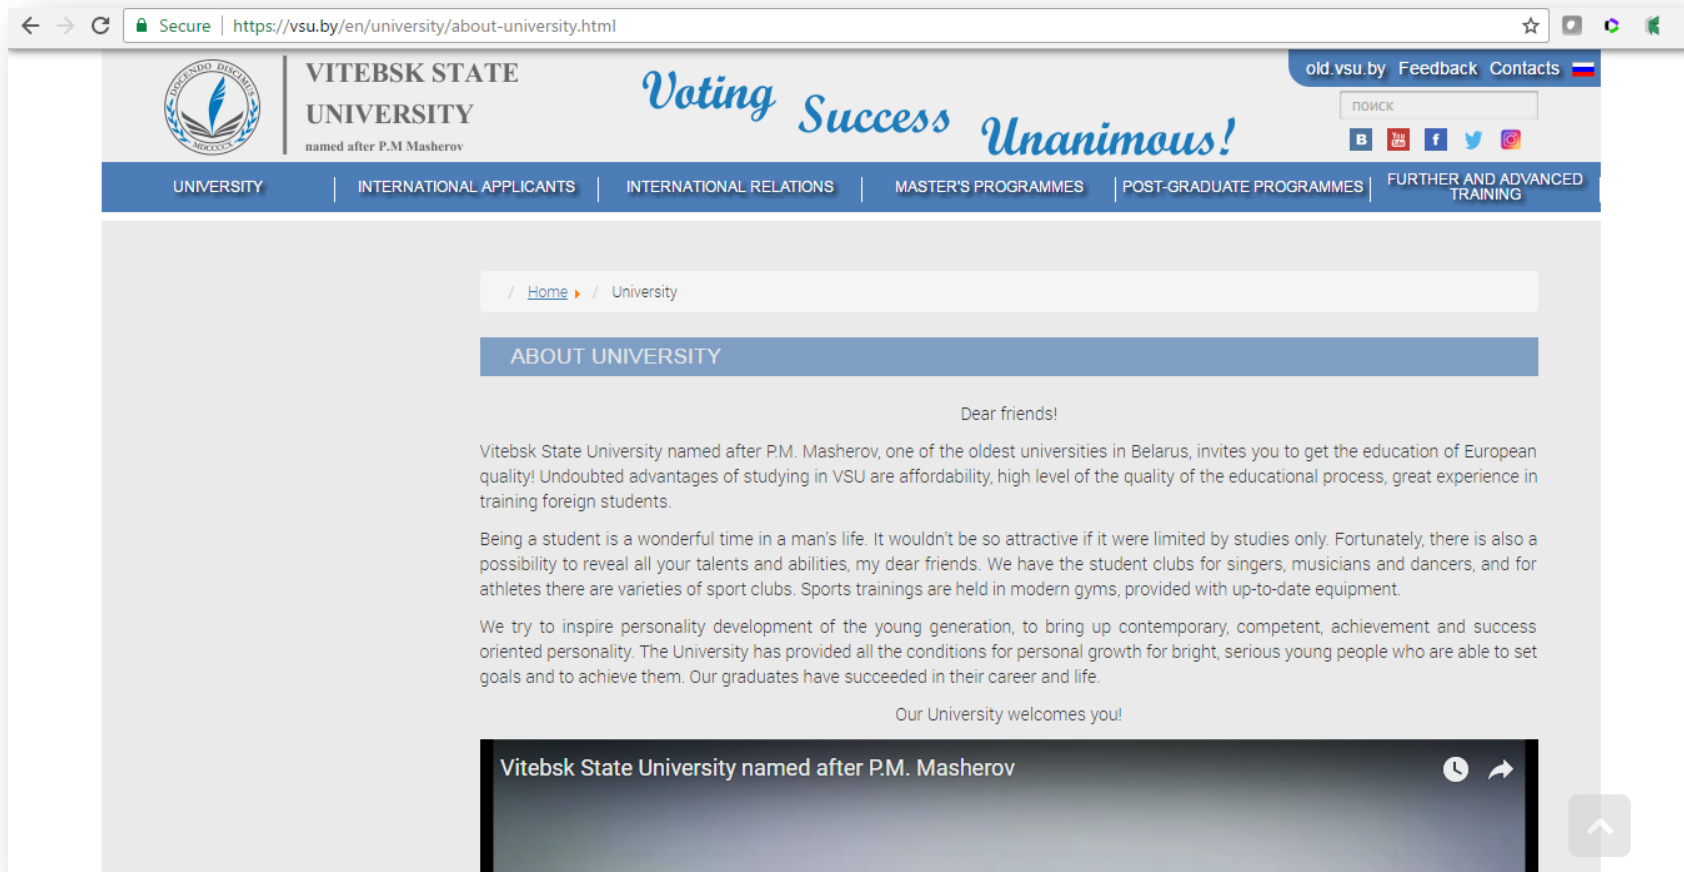 Secure | https://vsu.by/en/university/about-university.html
DOCENDO DISCIMUS
MDCCCCX
VITEBSK STATE
UNIVERSITY
named after P.M Masherov
Voting
Success
Unanimous!
old.vsu.by Feedback Contacts
поиск
B
You Tube
f
UNIVERSITY
INTERNATIONAL APPLICANTS
INTERNATIONAL RELATIONS
MASTER'S PROGRAMMES
POST-GRADUATE PROGRAMMES
FURTHER AND ADVANCED
TRAINING
/ Home / University
ABOUT UNIVERSITY
Dear friends!
Vitebsk State University named after P.M. Masherov, one of the oldest universities in Belarus, invites you to get the education of European
quality! Undoubted advantages of studying in VSU are affordability, high level of the quality of the educational process, great experience in
training foreign students.
Being a student is a wonderful time in a man's life. It wouldn't be so attractive if it were limited by studies only. Fortunately, there is also a
possibility to reveal all your talents and abilities, my dear friends. We have the student clubs for singers, musicians and dancers, and for
athletes there are varieties of sport clubs. Sports trainings are held in modern gyms, provided with up-to-date equipment.
We try to inspire personality development of the young generation, to bring up contemporary, competent, achievement and success
oriented personality. The University has provided all the conditions for personal growth for bright, serious young people who are able to set
goals and to achieve them. Our graduates have succeeded in their career and life.
Our University welcomes you!
Vitebsk State University named after P.M. Masherov